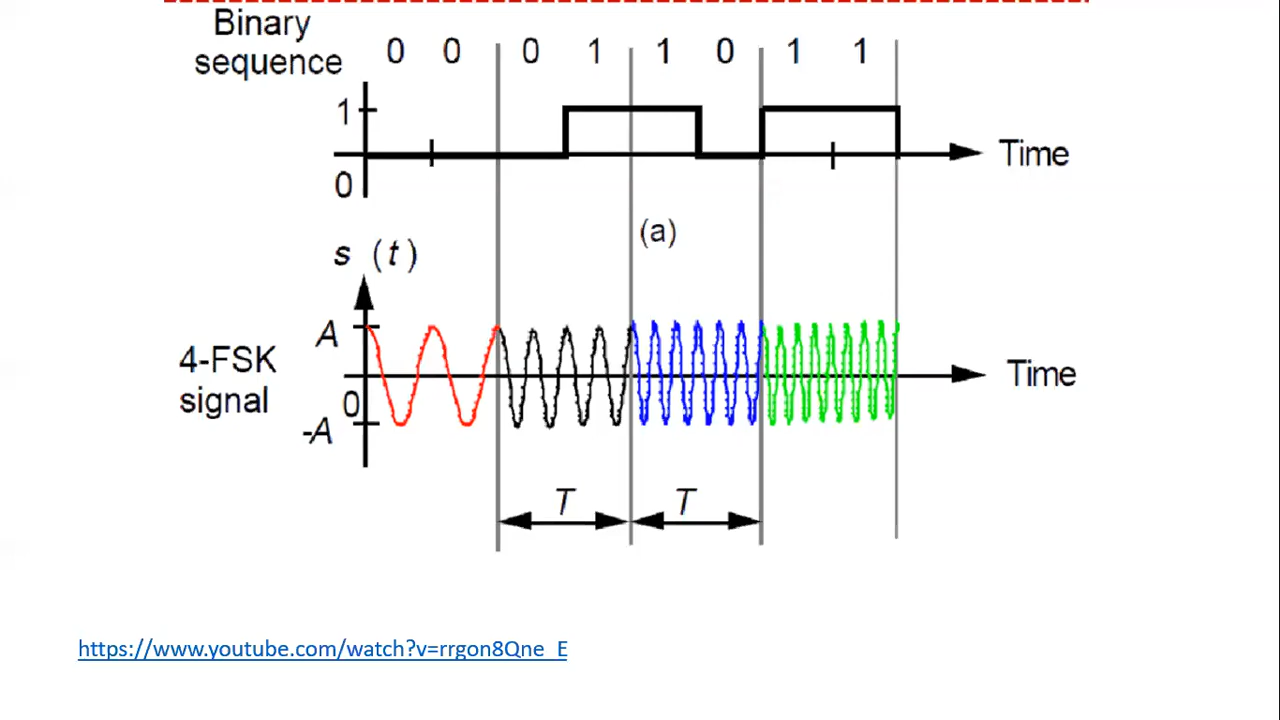 Binary
sequence
0 0 0 1 1 0 1 1
1
0
Time
(a)
s (t)
A
4-FSK
signal
0
-A
Time
T T
https://www.youtube.com/watch?v=rrgon8Qne_E